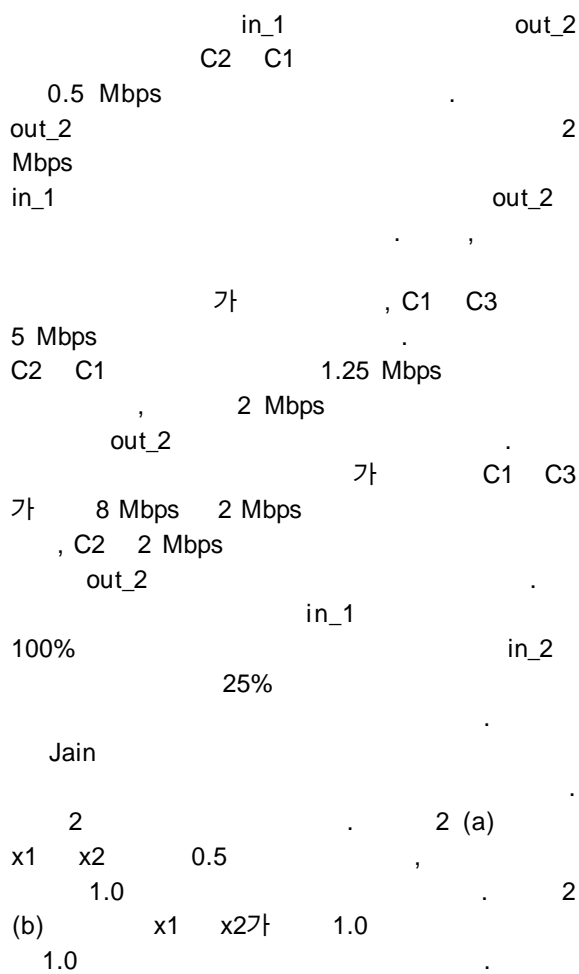 in_1 out_2
C2 C1
0.5 Mbps .
out_2 2
Mbps
in_1 out_2
. ,
가 , C1 C3
5 Mbps .
C2 C1 1.25 Mbps
, 2 Mbps
out_2 .
가 C1 C3
가 8 Mbps 2 Mbps
, C2 2 Mbps
out_2 .
in_1
100% in_2
25%
.
Jain
.
2 . 2 (a)
x1 x2 0.5 ,
1.0 . 2
(b) x1 x2가 1.0
1.0 .